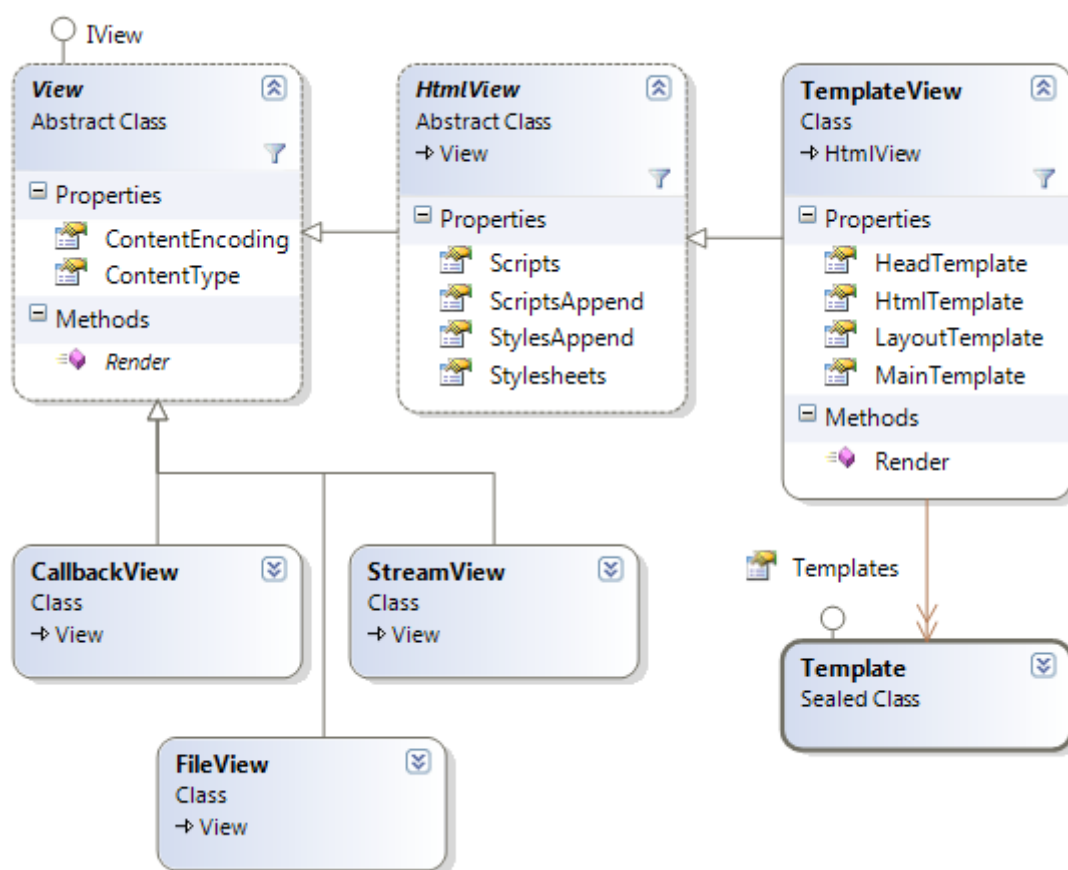 IView
View
Abstract Class
Properties
ContentEncoding
ContentType
Methods
Render
HtmlView
Abstract Class
View
Properties
Scripts
ScriptsAppend
StylesAppend
Stylesheets
TemplateView
Class
HtmlView
Properties
HeadTemplate
HtmlTemplate
LayoutTemplate
MainTemplate
Methods
Render
CallbackView
Class
View
StreamView
Class
View
Templates
Template
Sealed Class
FileView
Class
View